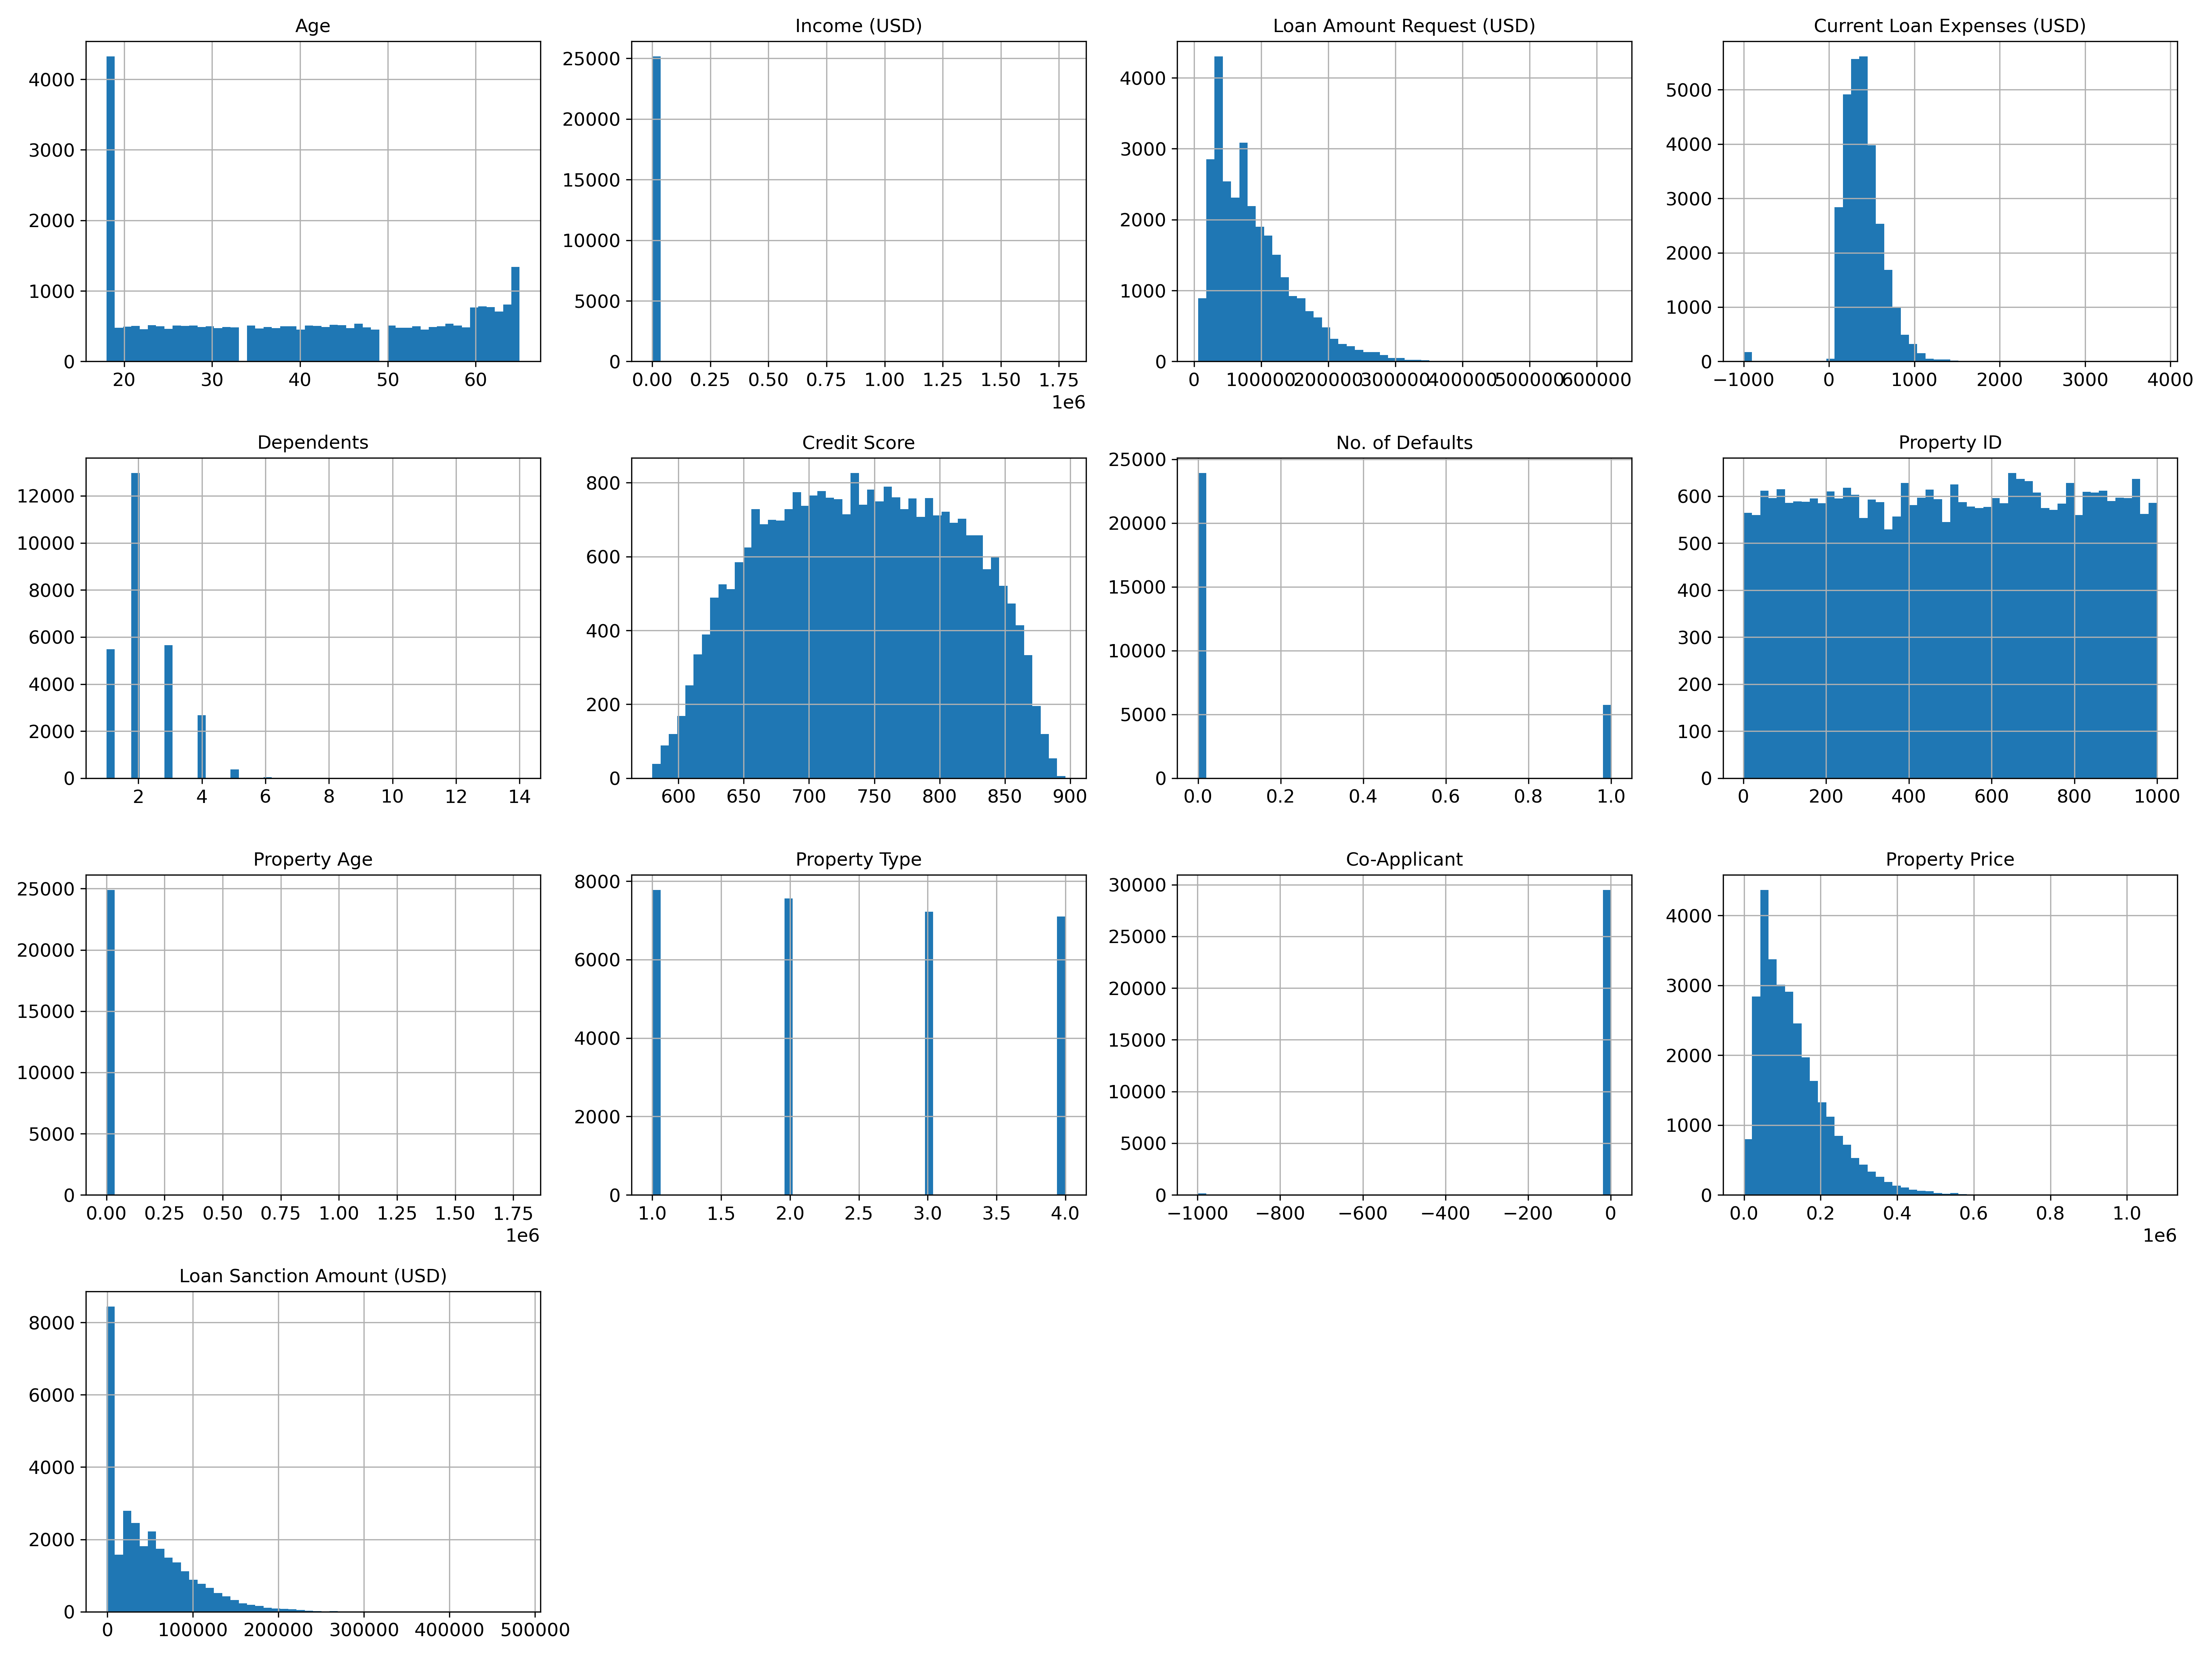 Age
4000
3000
2000
1000
0
20 30 40 50 60
Income (USD)
25000
20000
15000
10000
5000
0
0.00 0.25 0.50 0.75 1.00 1.25 1.50 1.75
1e6
Loan Amount Request (USD)
4000
3000
2000
1000
0
0 100000 200000 300000 400000 500000 600000
Current Loan Expenses (USD)
5000
4000
3000
2000
1000
0
−1000 0 1000 2000 3000 4000
Dependents
12000
10000
8000
6000
4000
2000
0
2 4 6 8 10 12 14
Credit Score
800
600
400
200
0
600 650 700 750 800 850 900
No. of Defaults
25000
20000
15000
10000
5000
0
0.0 0.2 0.4 0.6 0.8 1.0
Property ID
600
500
400
300
200
100
0
0 200 400 600 800 1000
Property Age
25000
20000
15000
10000
5000
0
0.00 0.25 0.50 0.75 1.00 1.25 1.50 1.75
1e6
Property Type
8000
6000
4000
2000
0
1.0 1.5 2.0 2.5 3.0 3.5 4.0
Co-Applicant
30000
25000
20000
15000
10000
5000
0
−1000 −800 −600 −400 −200 0
Property Price
4000
3000
2000
1000
0
0.0 0.2 0.4 0.6 0.8 1.0
1e6
Loan Sanction Amount (USD)
8000
6000
4000
2000
0
0 100000 200000 300000 400000 500000